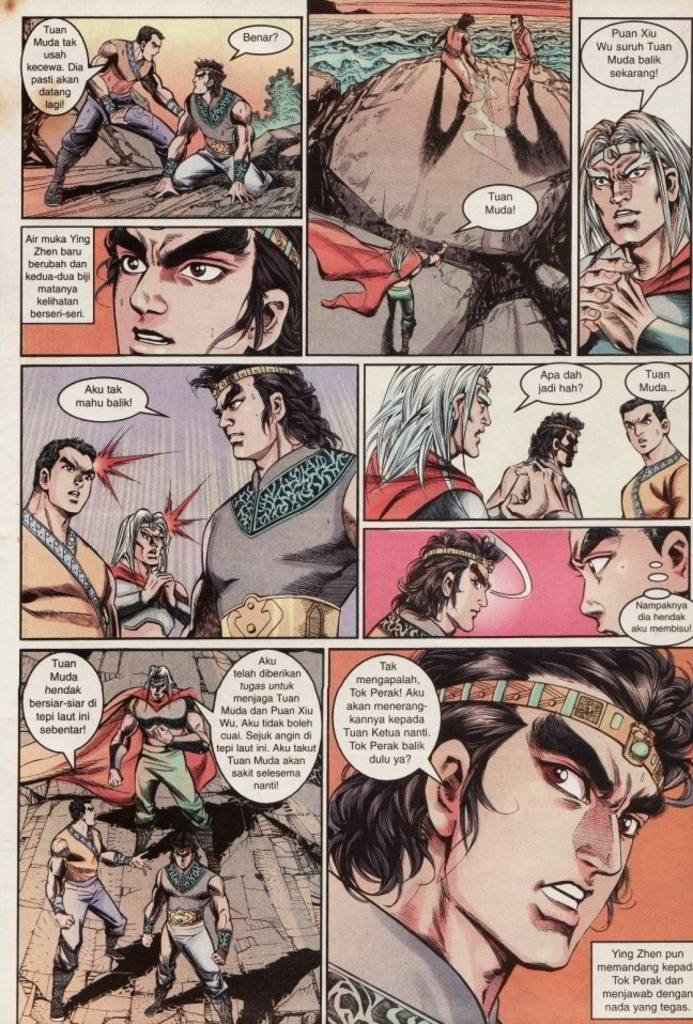 Tuan
Muda tak
usah
kecewa. Dia
pasti akan
datang
lagi!
Benar?
Tuan
Muda!
Puan Xiu
Wu suruh Tuan
Muda balik
sekarang!
Air muka Ying
Zhen baru
berubah dan
kedua-dua biji
matanya
kelihatan
berseri-seri.
Aku tak
mahu balik!
Apa dah
jadi hah?
Tuan
Muda...
Nampaknya
dia hendak
aku membisu!
Tuan
Muda
hendak
bersiar-siar di
tepi laut ini
sebentar!
Aku
telah diberikan
tugas untuk
menjaga Tuan
Muda dan Puan Xiu
Wu, Aku tidak boleh
cuai. Sejuk angin di
tepi laut ini. Aku takut
Tuan Muda akan
sakit selesema
nanti!
Tak
mengapalah,
Tok Perak! Aku
akan menerang-
kannya kepada
Tuan Ketua nanti.
Tok Perak balik
dulu ya?
Ying Zhen pun
memandang kepad
Tok Perak dan
menjawab dengan
nada yang tegas.